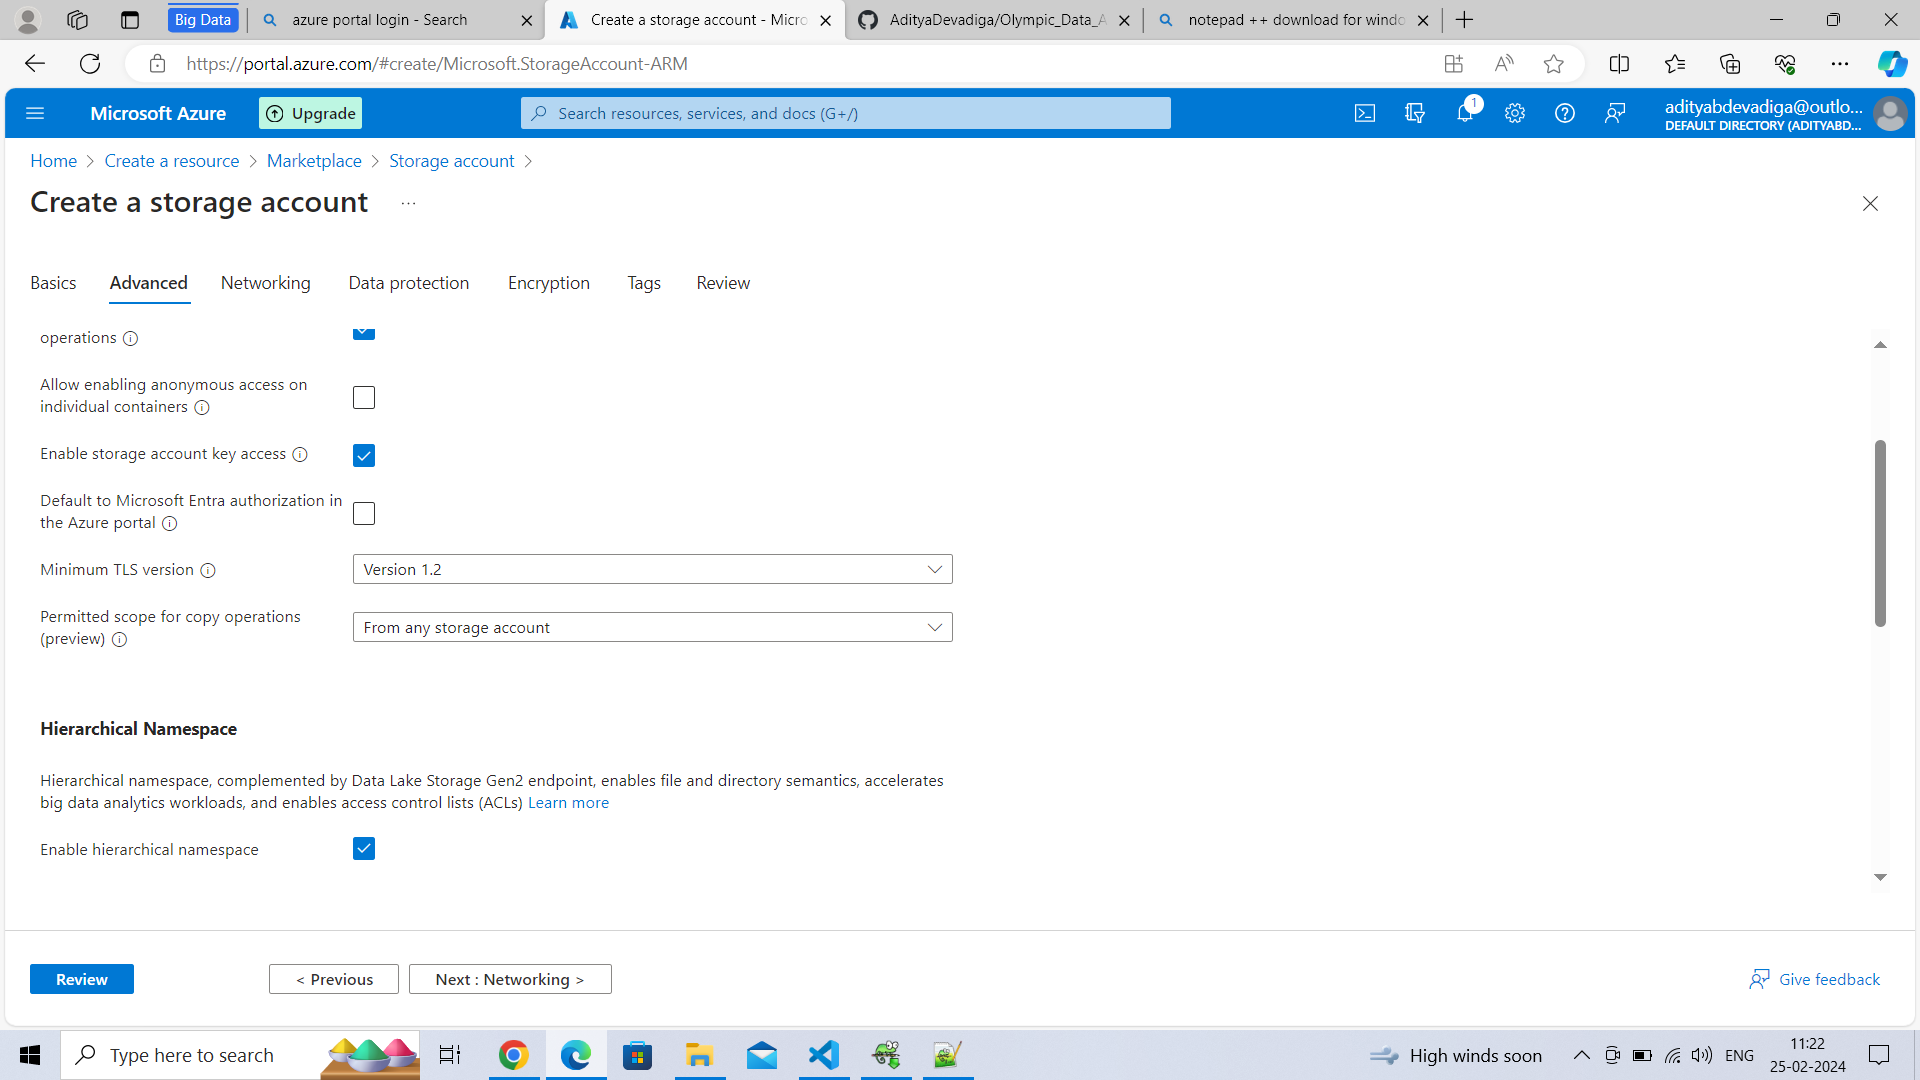 Big Data
azure portal login - Search
Create a storage account - Micro
AdityaDevadiga/Olympic_Data_A
notepad ++ download for windo
https://portal.azure.com/#create/Microsoft.StorageAccount-ARM
Microsoft Azure
Upgrade
Search resources, services, and docs (G+/)
1
adityabdevadiga@outlo...
DEFAULT DIRECTORY (ADITYABD...
Home > Create a resource > Marketplace > Storage account >
Create a storage account ...
Basics
Advanced
Networking
Data protection
Encryption
Tags
Review
operations
Allow enabling anonymous access on
individual containers
Enable storage account key access
Default to Microsoft Entra authorization in
the Azure portal
Minimum TLS version
Version 1.2
Permitted scope for copy operations
(preview)
From any storage account
Hierarchical Namespace
Hierarchical namespace, complemented by Data Lake Storage Gen2 endpoint, enables file and directory semantics, accelerates
big data analytics workloads, and enables access control lists (ACLs) Learn more
Enable hierarchical namespace
Review
< Previous
Next : Networking >
Give feedback
Type here to search
High winds soon
ENG
11:22
25-02-2024